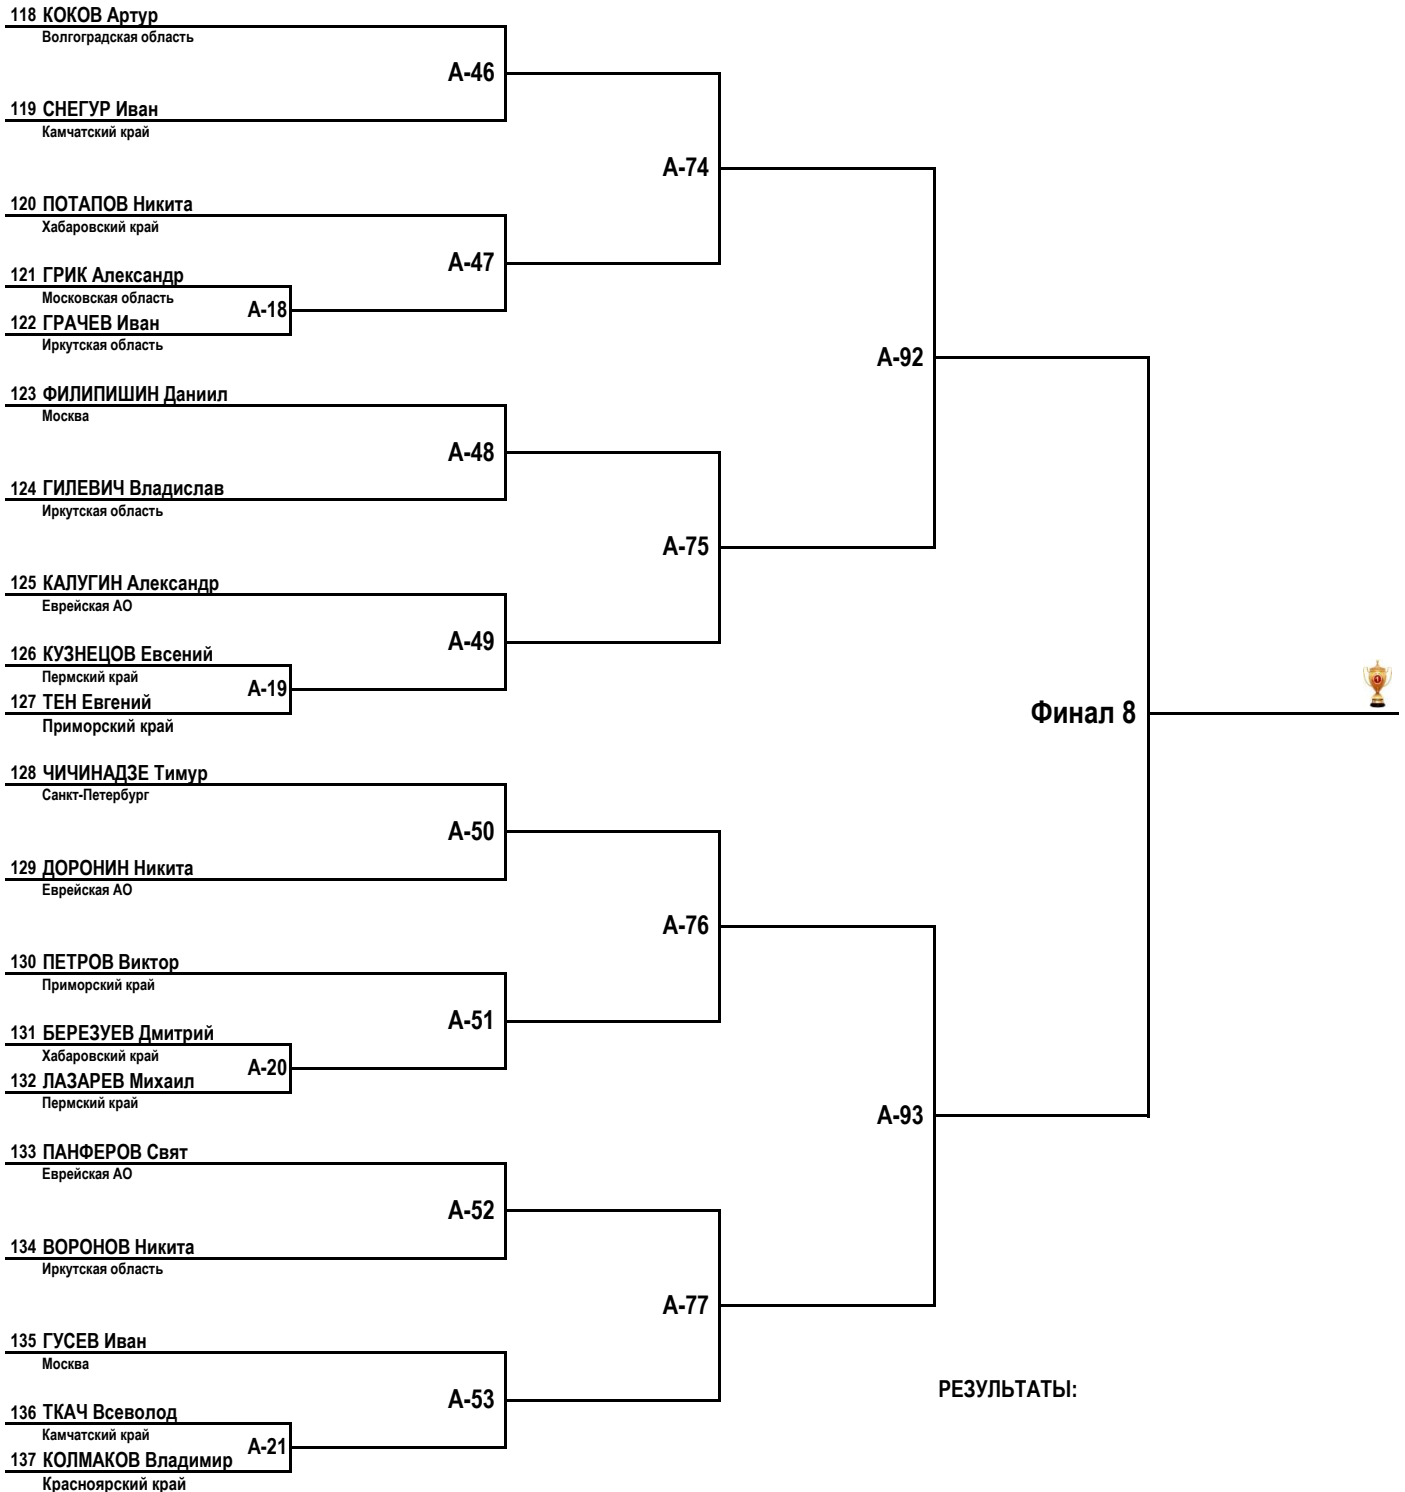 118 КОКОВ Артур
Волгоградская область
А-46
119 СНЕГУР Иван
Камчатский край
А-74
120 ПОТАПОВ Никита
Хабаровский край
А-47
121 ГРИК Александр
Московская область
А-18
122 ГРАЧЕВ Иван
Иркутская область
А-92
123 ФИЛИПИШИН Даниил
Москва
А-48
124 ГИЛЕВИЧ Владислав
Иркутская область
А-75
125 КАЛУГИН Александр
Еврейская АО
А-49
126 КУЗНЕЦОВ Евсений
Пермский край
А-19
127 ТЕН Евгений
Приморский край
Финал 8
128 ЧИЧИНАДЗЕ Тимур
Санкт-Петербург
А-50
129 ДОРОНИН Никита
Еврейская АО
А-76
130 ПЕТРОВ Виктор
Приморский край
А-51
131 БЕРЕЗУЕВ Дмитрий
Хабаровский край
А-20
132 ЛАЗАРЕВ Михаил
Пермский край
А-93
133 ПАНФЕРОВ Свят
Еврейская АО
А-52
134 ВОРОНОВ Никита
Иркутская область
А-77
135 ГУСЕВ Иван
Москва
А-53
РЕЗУЛЬТАТЫ:
136 ТКАЧ Всеволод
Камчатский край
А-21
137 КОЛМАКОВ Владимир
Красноярский край